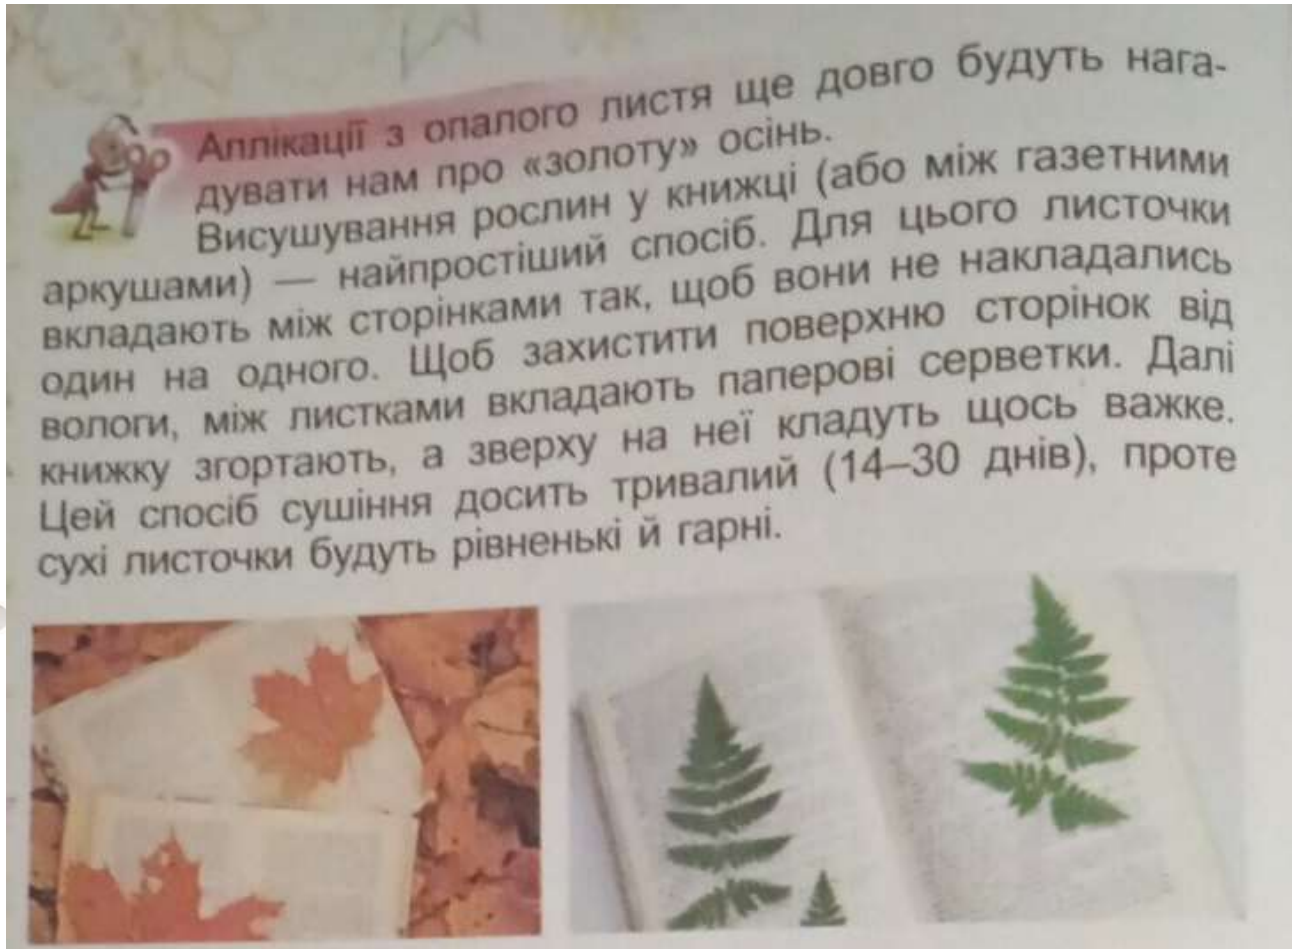 Аплікації з опалого листя ще довго будуть нага-
дувати нам про «золоту» осінь.
Висушування рослин у книжці (або між газетними
аркушами) — найпростіший спосіб. Для цього листочки
вкладають між сторінками так, щоб вони не накладались
один на одного. Щоб захистити поверхню сторінок від
вологи, між листками вкладають паперові серветки. Далі
книжку згортають, а зверху на неї кладуть щось важке.
Цей спосіб сушіння досить тривалий (14–30 днів), проте
сухі листочки будуть рівненькі й гарні.